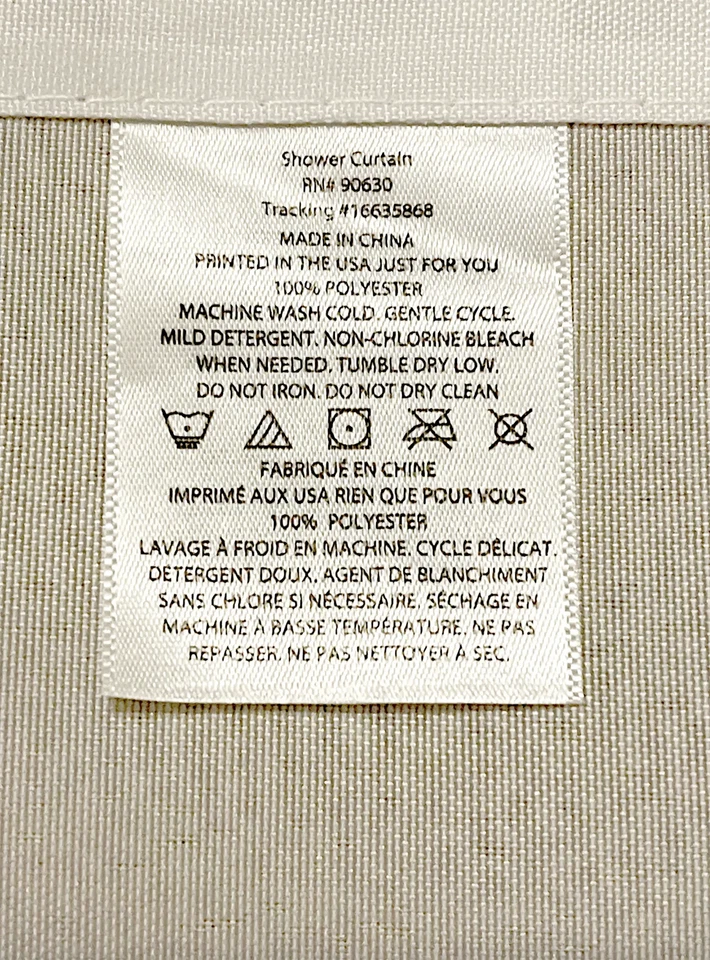 Shower Curtain
RN# 90630
Tracking #16635868
MADE IN CHINA
PRINTED IN THE USA JUST FOR YOU
100% POLYESTER
MACHINE WASH COLD. GENTLE CYCLE.
MILD DETERGENT. NON-CHLORINE BLEACH
WHEN NEEDED. TUMBLE DRY LOW.
DO NOT IRON. DO NOT DRY CLEAN
FABRIQUÉ EN CHINE
IMPRIMÉ AUX USA RIEN QUE POUR VOUS
100% POLYESTER
LAVAGE À FROID EN MACHINE. CYCLE DÉLICAT.
DÉTERGENT DOUX. AGENT DE BLANCHIMENT
SANS CHLORE SI NÉCESSAIRE. SÉCHAGE EN
MACHINE À BASSE TEMPÉRATURE. NE PAS
REPASSER. NE PAS NETTOYER À SEC.